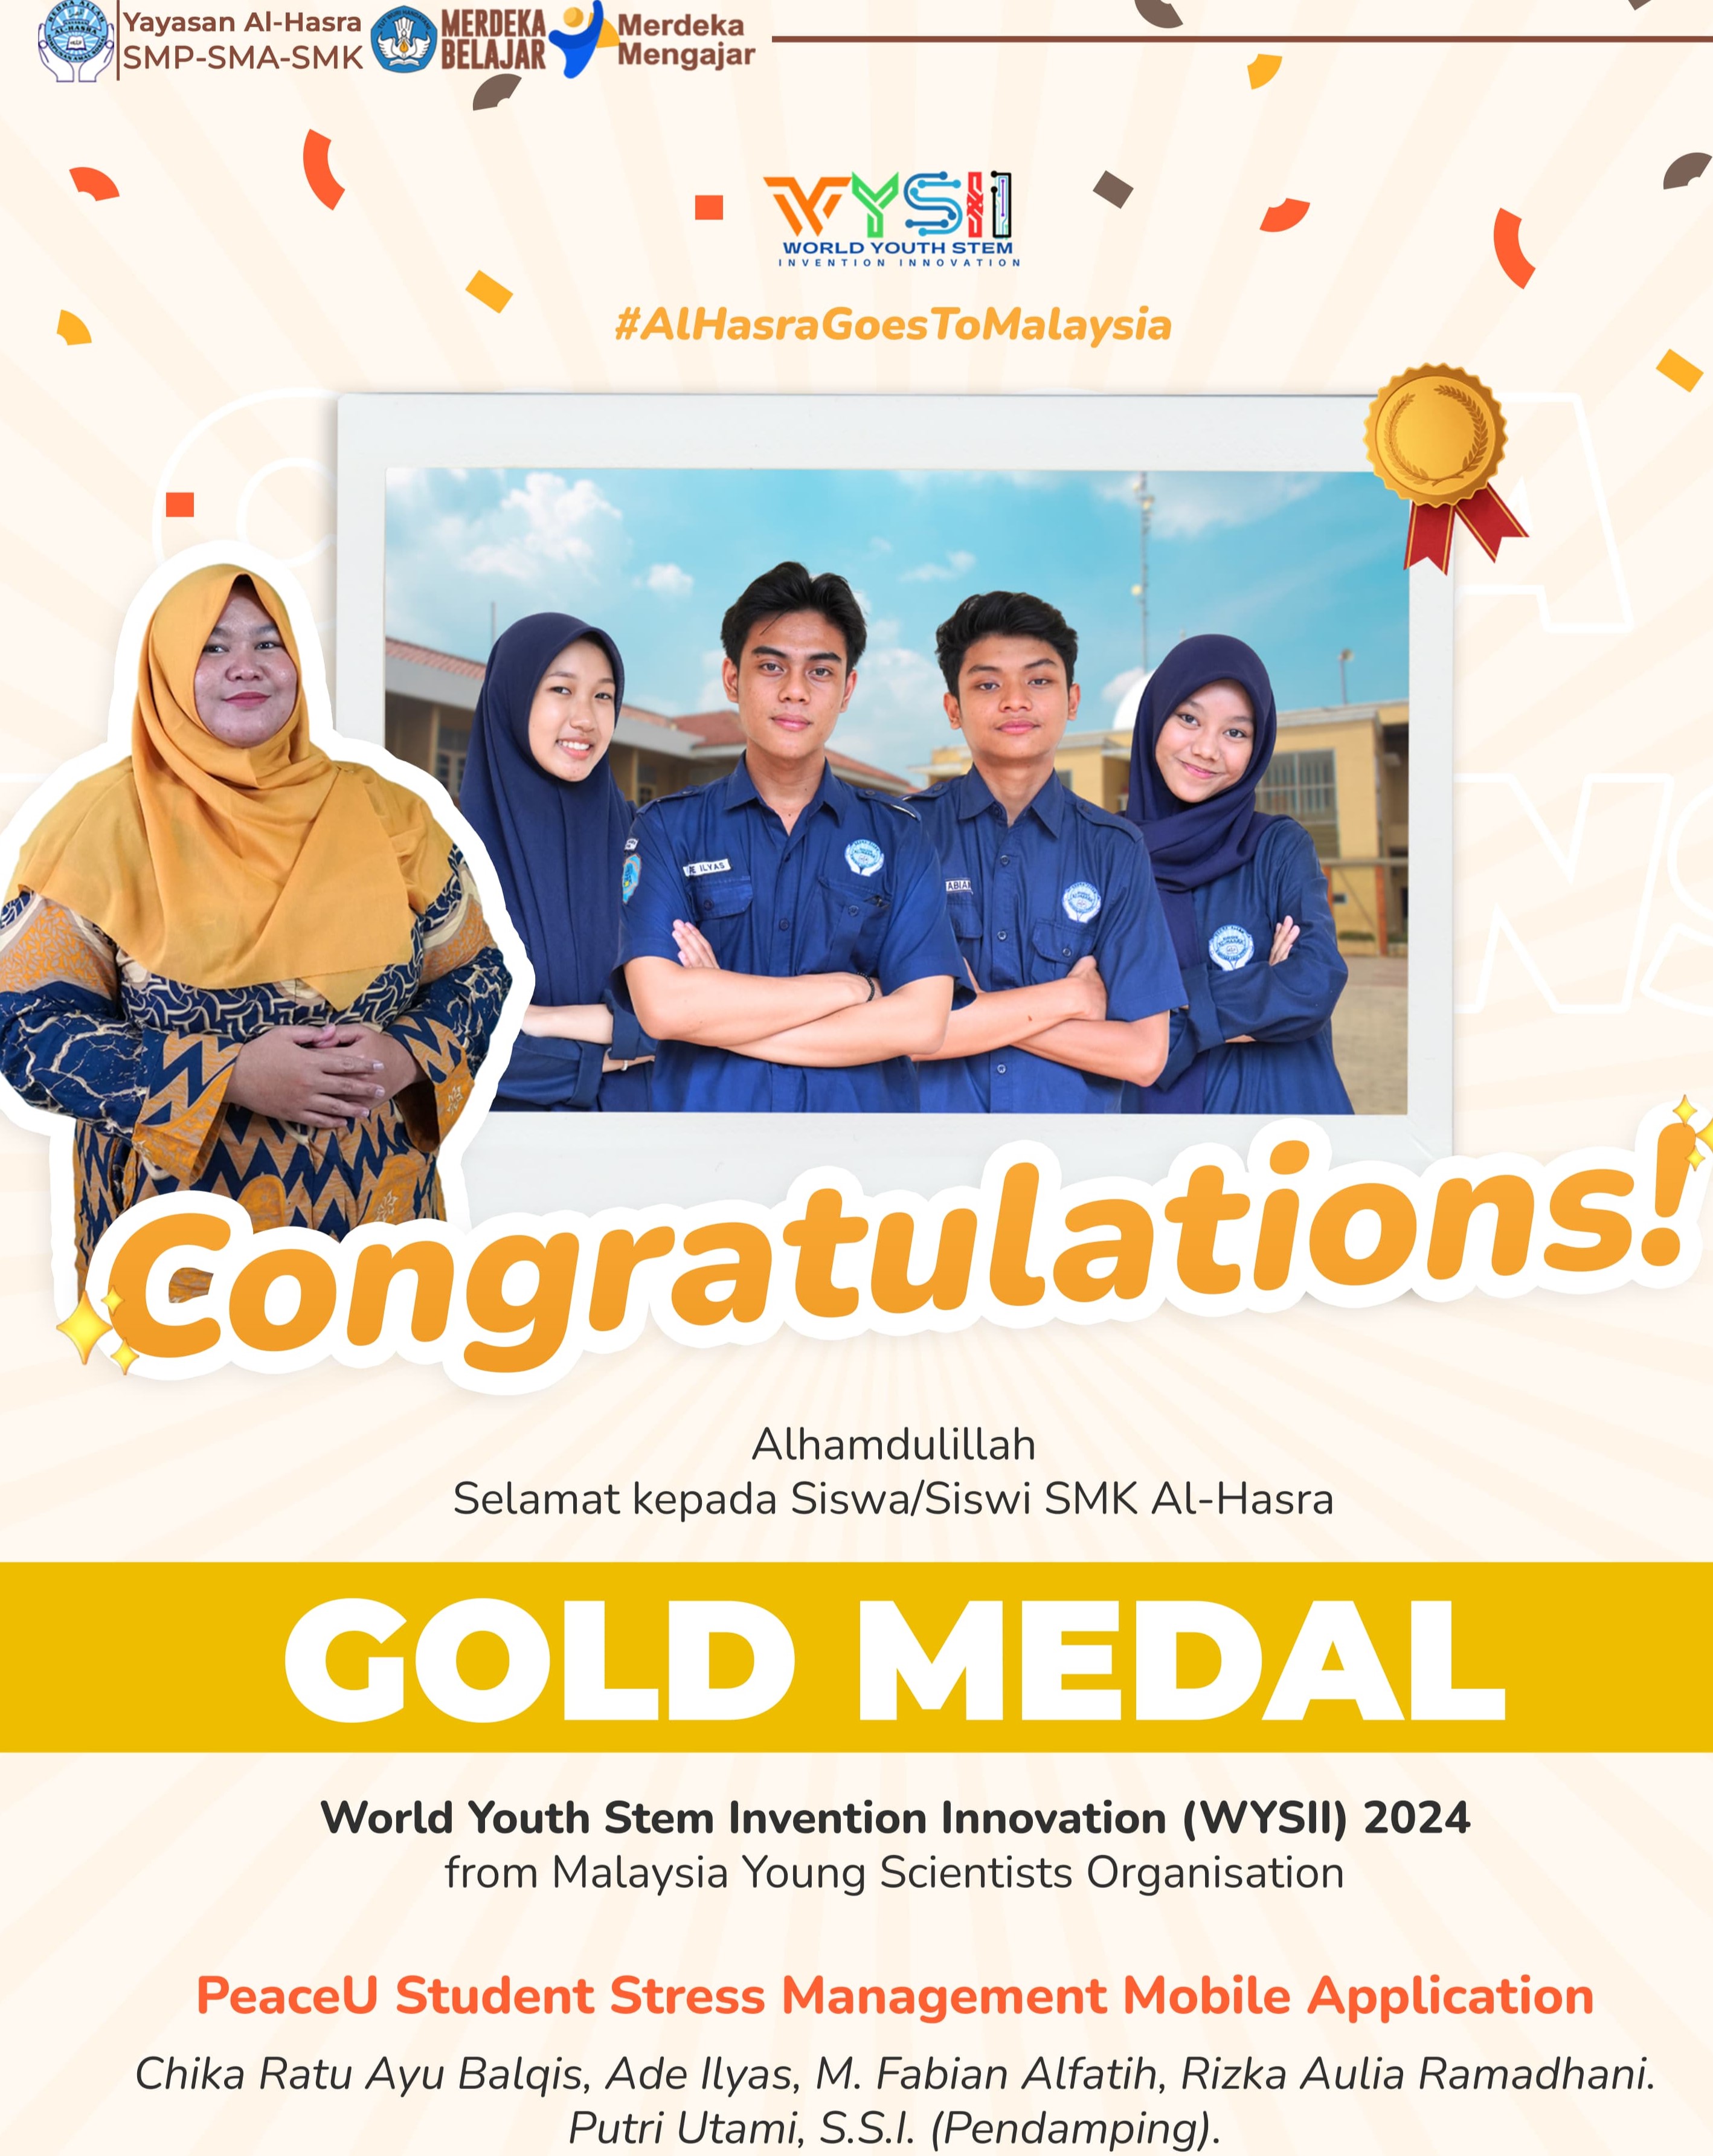 Yayasan Al-Hasra
SMP-SMA-SMK
MERDEKA
BELAJAR
Merdeka
Mengajar
WYSII
WORLD YOUTH STEM
INVENTION INNOVATION
#AlHasraGoesToMalaysia
ILYAS
Congratulations!
Alhamdulillah
Selamat kepada Siswa/Siswi SMK Al-Hasra
GOLD MEDAL
World Youth Stem Invention Innovation (WYSII) 2024
from Malaysia Young Scientists Organisation
PeaceU Student Stress Management Mobile Application
Chika Ratu Ayu Balqis, Ade Ilyas, M. Fabian Alfatih, Rizka Aulia Ramadhani.
Putri Utami, S.S.I. (Pendamping).